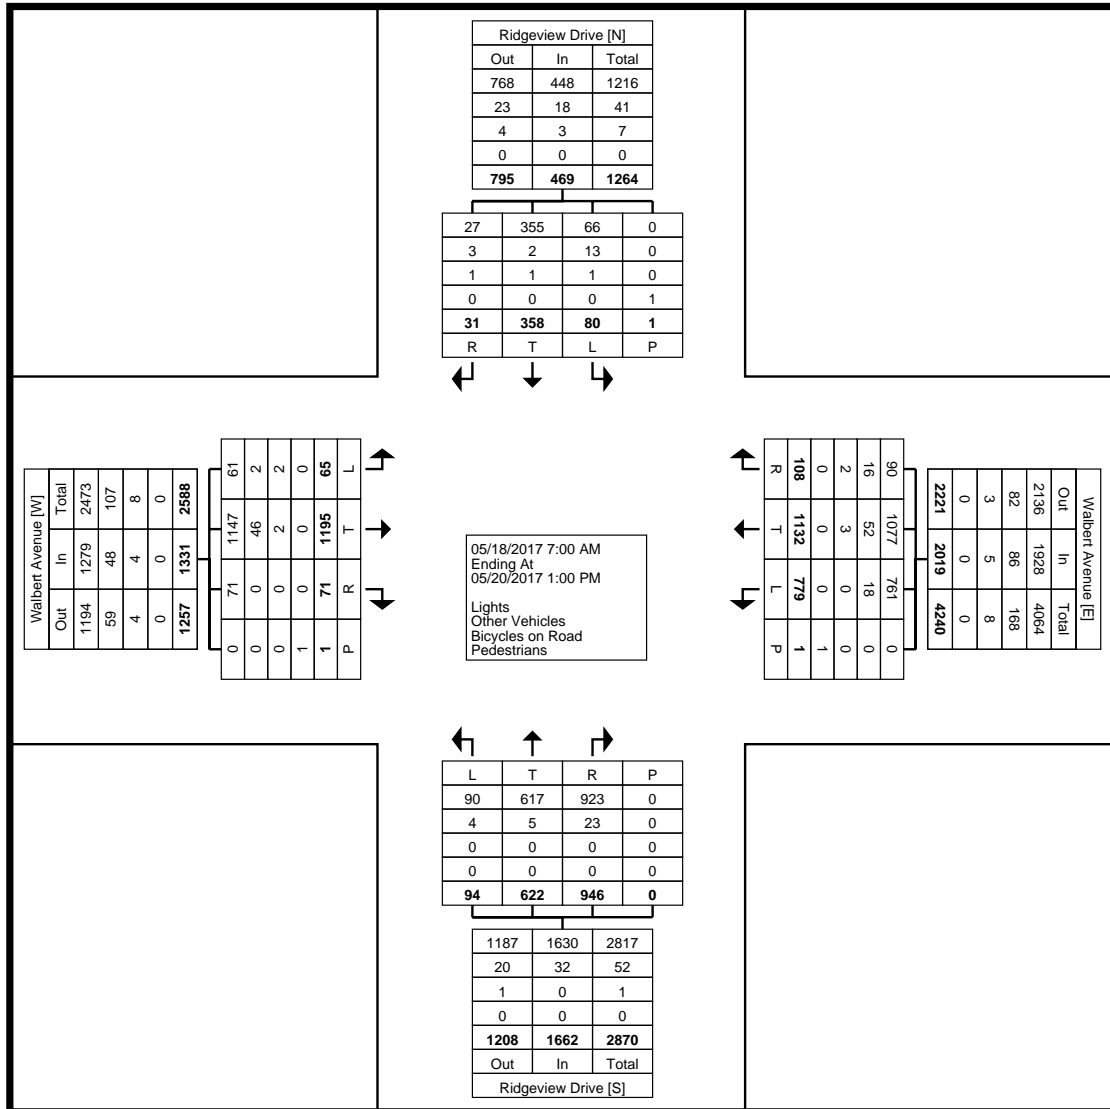 Ridgeview Drive [N]
Out In Total
768 448 1216
23 18 41
4 3 7
0 0 0
795 469 1264
27 355 66 0
3 2 13 0
1 1 1 0
0 0 0 1
31 358 80 1
R T L P
Walbert Avenue [W]
Total 2473 107 8 0 2588
In 1279 48 4 0 1331
Out 1194 59 4 0 1257
61 2 2 0 65 L
1147 46 2 0 1195 T
71 0 0 0 71 R
0 0 0 1 1 P
05/18/2017 7:00 AM
Ending At
05/20/2017 1:00 PM
Lights
Other Vehicles
Bicycles on Road
Pedestrians
R 108 0 2 16 90
T 1132 0 3 52 1077
L 779 0 0 18 761
P 1 1 0 0 0
Walbert Avenue [E]
Out 2136 82 3 0 2221
In 1928 86 5 0 2019
Total 4064 168 8 0 4240
L T R P
90 617 923 0
4 5 23 0
0 0 0 0
0 0 0 0
94 622 946 0
1187 1630 2817
20 32 52
1 0 1
0 0 0
1208 1662 2870
Out In Total
Ridgeview Drive [S]